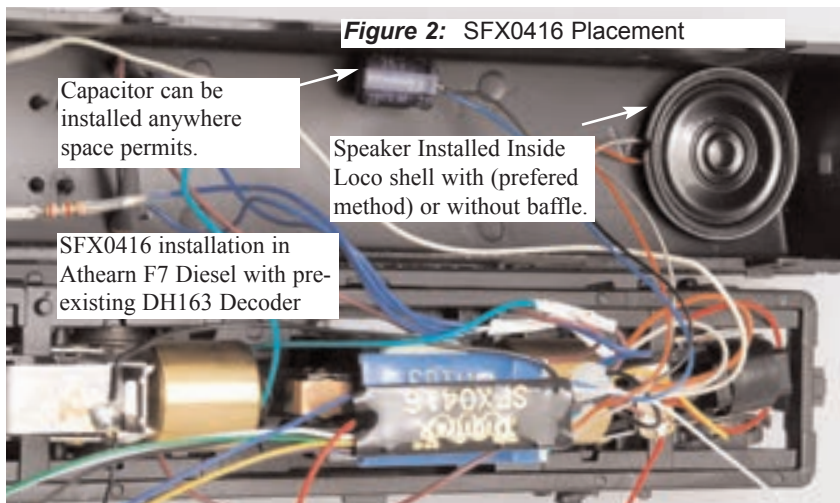 Figure 2: SFX0416 Placement
Capacitor can be
installed anywhere
space permits.
Speaker Installed Inside
Loco shell with (prefered
method) or without baffle.
SFX0416 installation in
Athearn F7 Diesel with pre-
existing DH163 Decoder
Digitrax
SFX0416